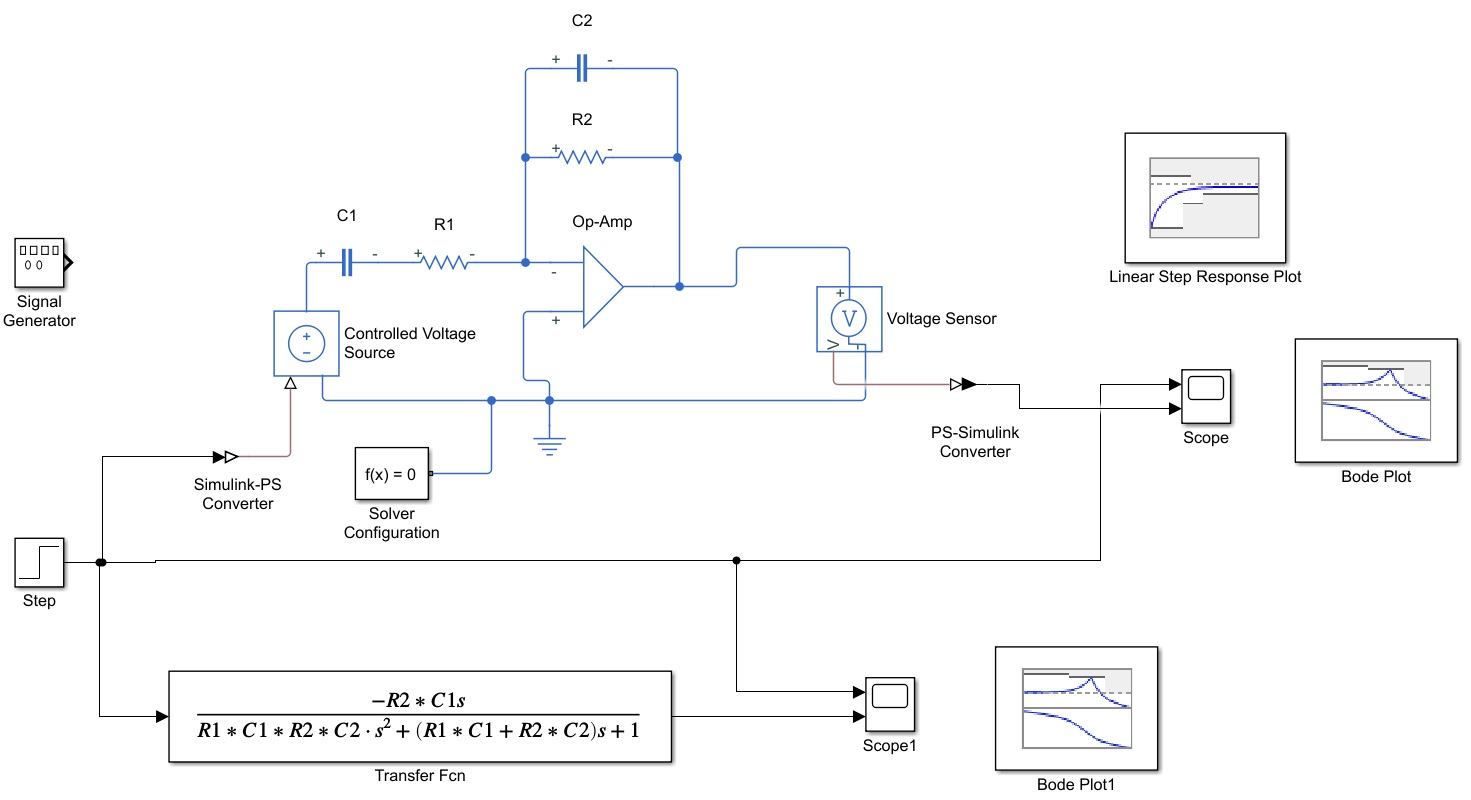 C2
+ -
R2
+ -
C1
R1
Op-Amp
+ -
+ -
-
+
Signal
Generator
+
−
Controlled Voltage
Source
+
V
V
-
Voltage Sensor
Linear Step Response Plot
PS-Simulink
Converter
Scope
Bode Plot
Simulink-PS
Converter
f(x) = 0
Solver
Configuration
Step
−R2 ∗ C1s
R1 ∗ C1 ∗ R2 ∗ C2 · s² + (R1 ∗ C1 + R2 ∗ C2)s + 1
Transfer Fcn
Scope1
Bode Plot1